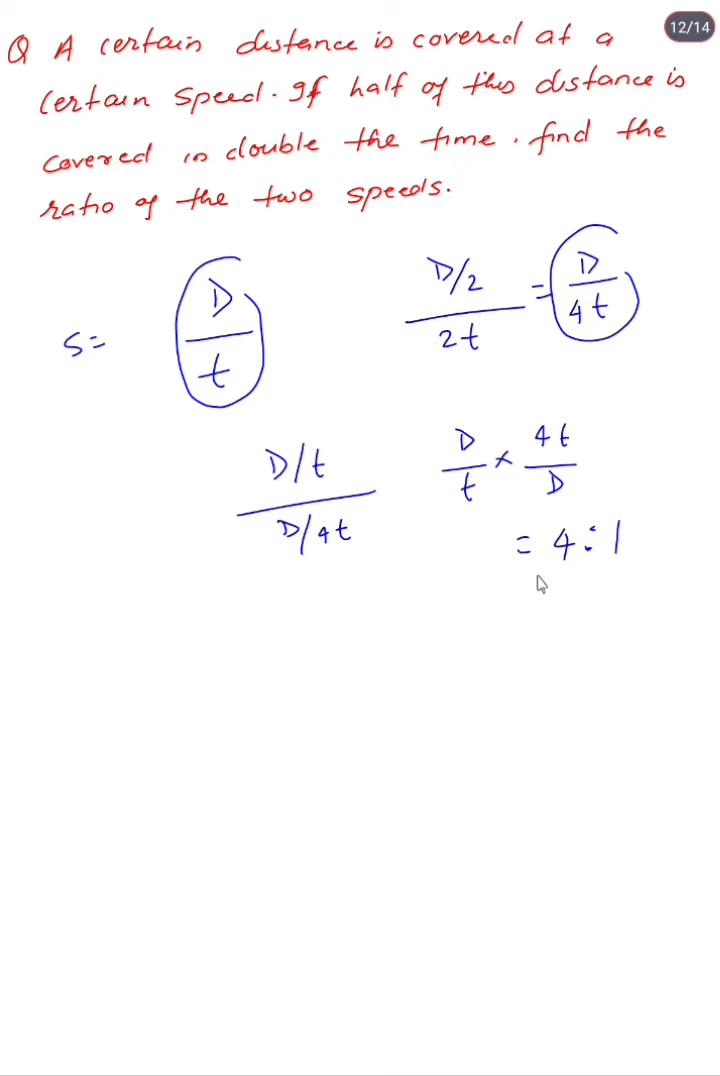 12/14
Q A certain distance is covered at a
certain speed. If half of this distance is
covered in double the time. find the
ratio of the two speeds.
S = D/t
D/2 / 2t = D/4t
D/t / D/4t
D/t × 4t/D
= 4:1